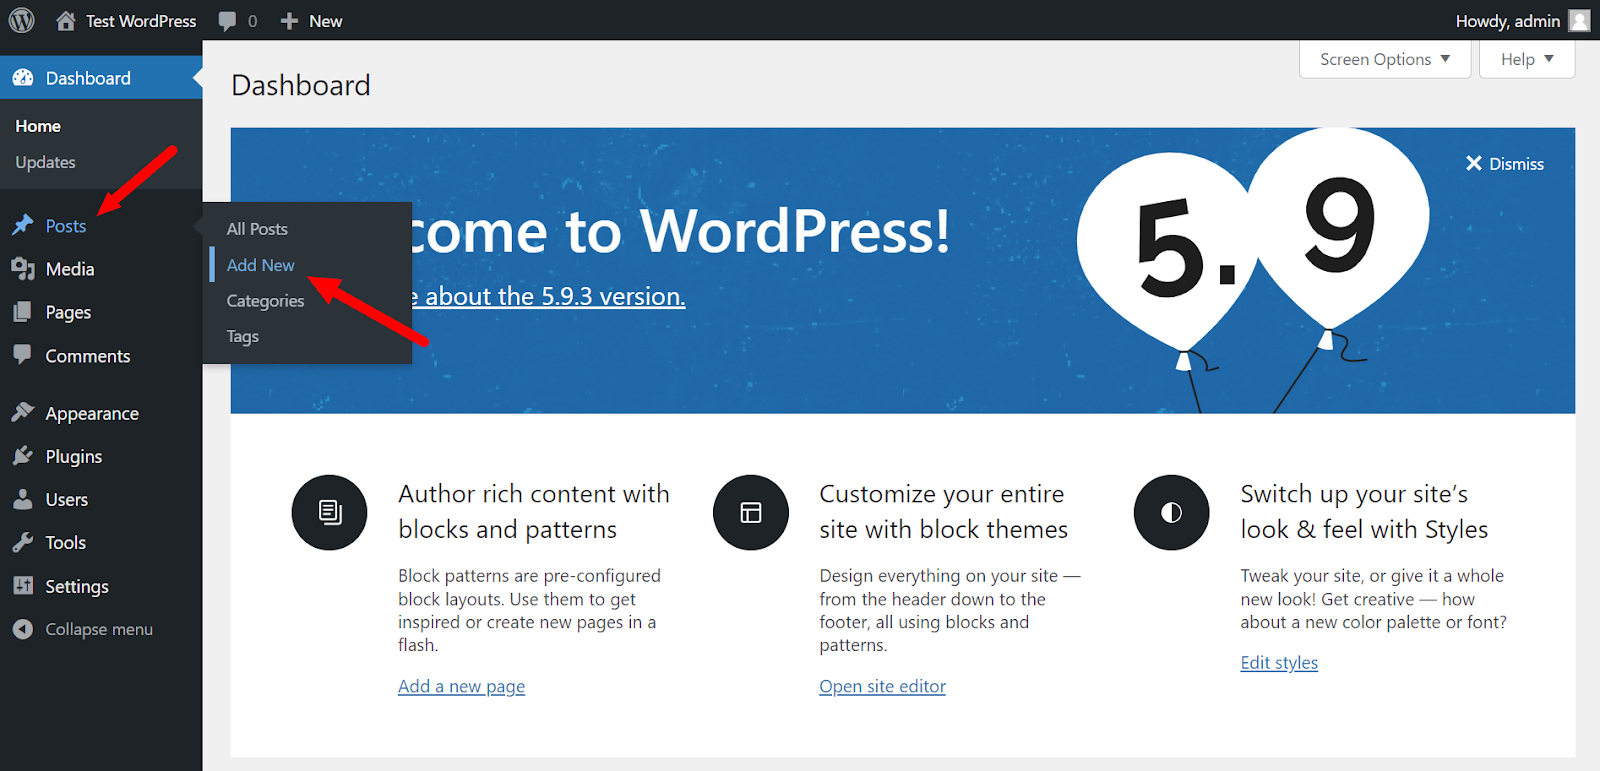 Test WordPress 0 New Howdy, admin
Screen Options Help
Dashboard
Home
Updates
Posts
Media
Pages
Comments
Appearance
Plugins
Users
Tools
Settings
Collapse menu
All Posts
Add New
Categories
Tags
Dashboard
Dismiss
come to WordPress!
e about the 5.9.3 version.
5.9
Author rich content with
blocks and patterns
Block patterns are pre-configured
block layouts. Use them to get
inspired or create new pages in a
flash.
Add a new page
Customize your entire
site with block themes
Design everything on your site —
from the header down to the
footer, all using blocks and
patterns.
Open site editor
Switch up your site’s
look & feel with Styles
Tweak your site, or give it a whole
new look! Get creative — how
about a new color palette or font?
Edit styles